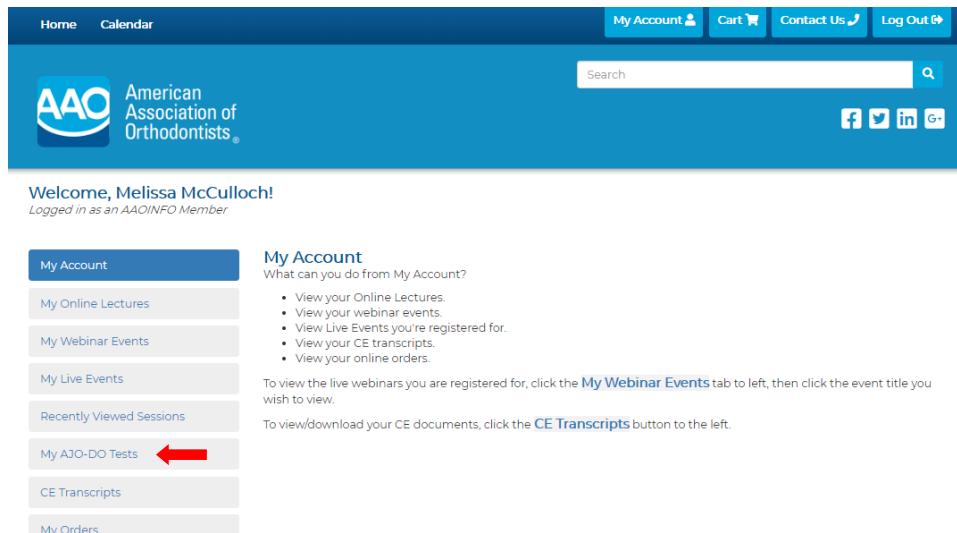 Home Calendar My Account Cart Contact Us Log Out
Search
AAO American
Association of
Orthodontists®
G+
Welcome, Melissa McCulloch!
Logged in as an AAOINFO Member
My Account
My Online Lectures
My Webinar Events
My Live Events
Recently Viewed Sessions
My AJO-DO Tests
CE Transcripts
My Orders
My Account
What can you do from My Account?
• View your Online Lectures.
• View your webinar events.
• View Live Events you're registered for.
• View your CE transcripts.
• View your online orders.
To view the live webinars you are registered for, click the My Webinar Events tab to left, then click the event title you
wish to view.
To view/download your CE documents, click the CE Transcripts button to the left.